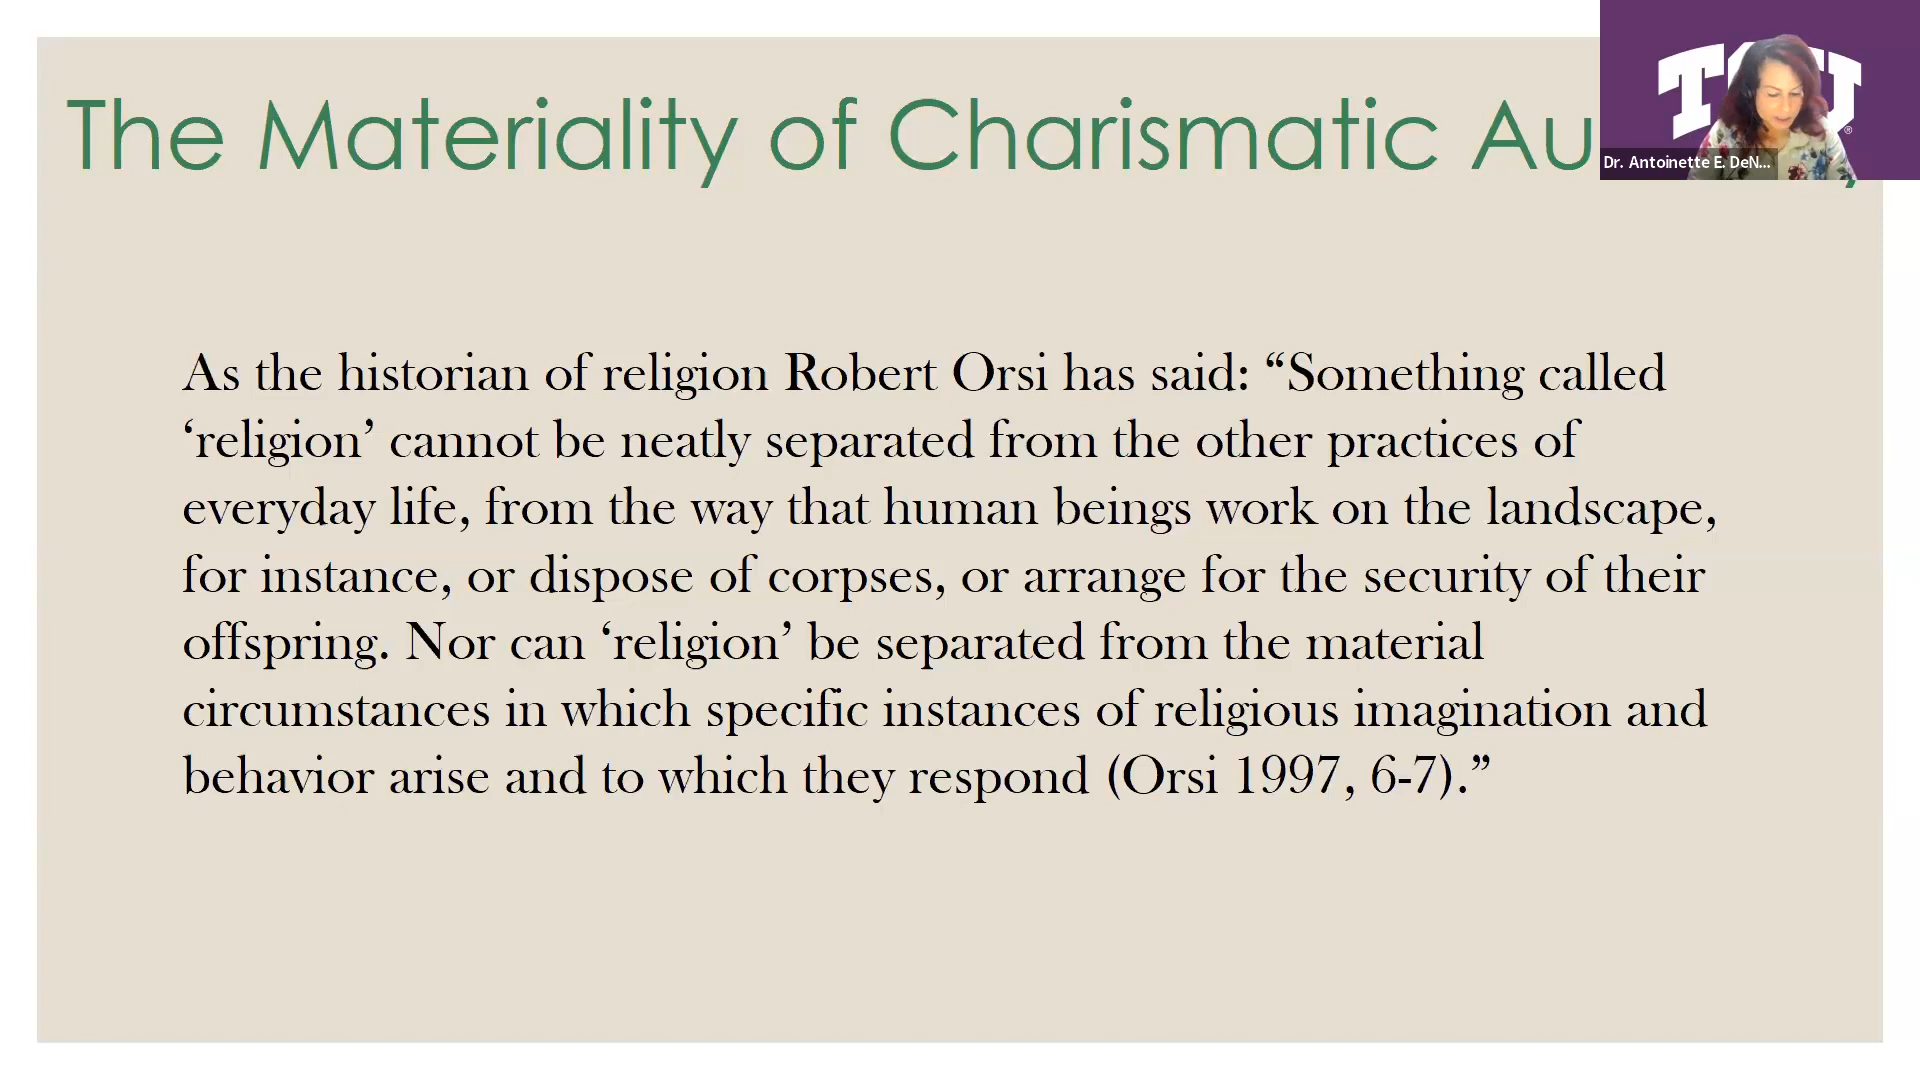 The Materiality of Charismatic Au
Dr. Antoinette E. DeN...
As the historian of religion Robert Orsi has said: “Something called
‘religion’ cannot be neatly separated from the other practices of
everyday life, from the way that human beings work on the landscape,
for instance, or dispose of corpses, or arrange for the security of their
offspring. Nor can ‘religion’ be separated from the material
circumstances in which specific instances of religious imagination and
behavior arise and to which they respond (Orsi 1997, 6-7).”